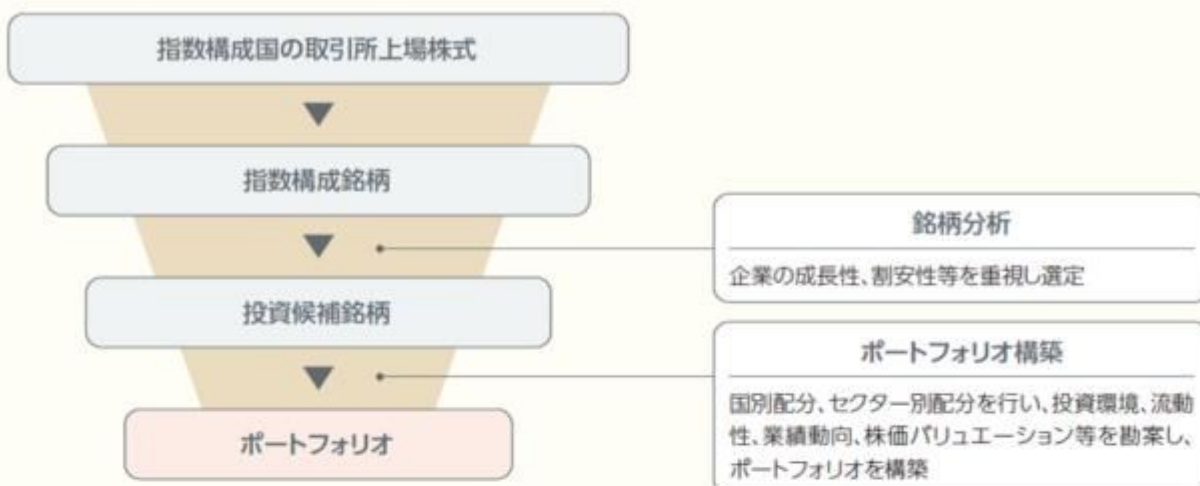 指数構成国の取引所上場株式
指数構成銘柄
銘柄分析
企業の成長性、割安性等を重視し選定
投資候補銘柄
ポートフォリオ構築
国別配分、セクター別配分を行い、投資環境、流動
性、業績動向、株価バリュエーション等を勘案し、
ポートフォリオを構築
ポートフォリオ